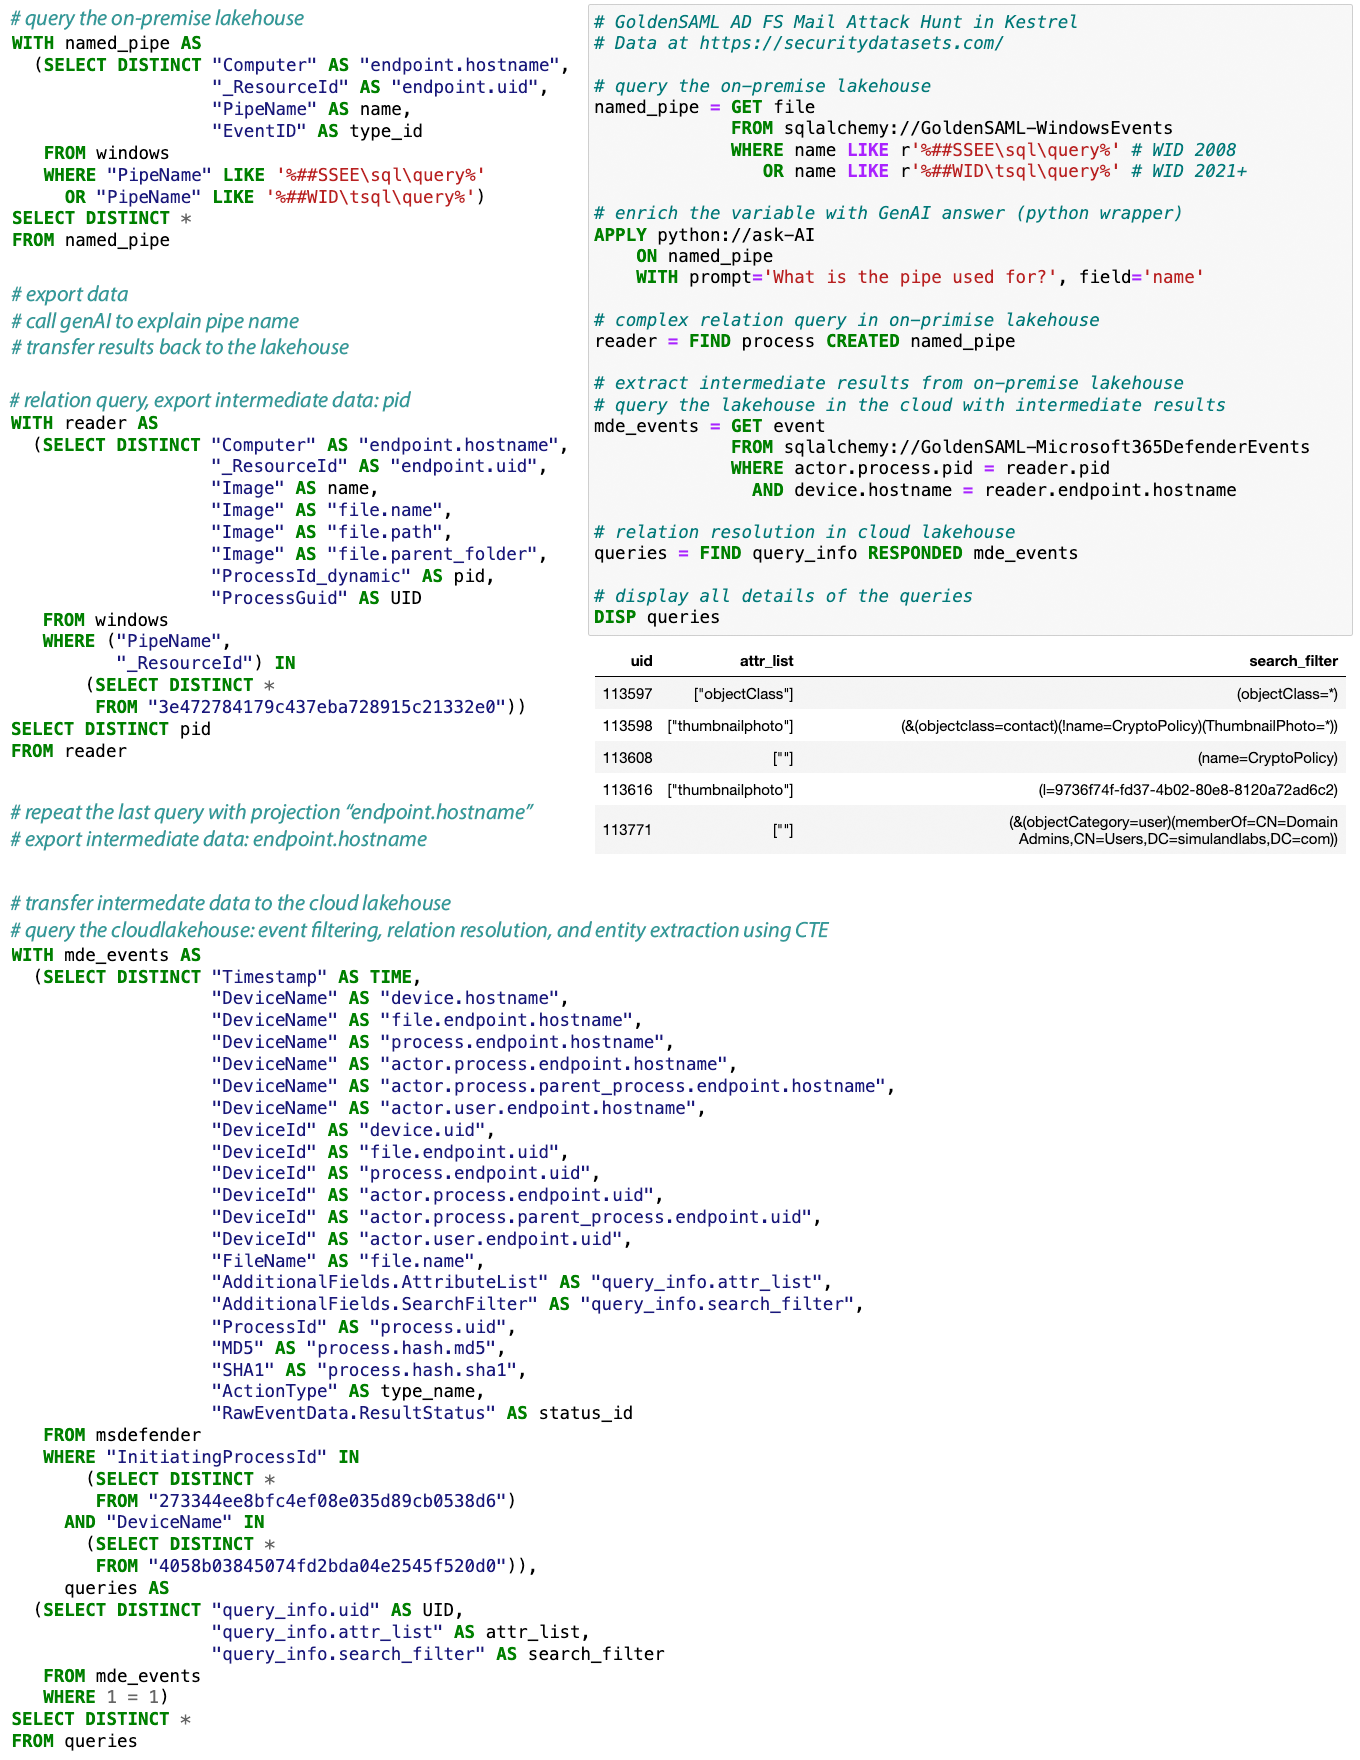 # query the on-premise lakehouse
WITH named_pipe AS
  (SELECT DISTINCT "Computer" AS "endpoint.hostname",
                   "_ResourceId" AS "endpoint.uid",
                   "PipeName" AS name,
                   "EventID" AS type_id
   FROM windows
   WHERE "PipeName" LIKE '%##SSEE\sql\query%'
     OR "PipeName" LIKE '%##WID\tsql\query%')
SELECT DISTINCT *
FROM named_pipe
# export data
# call genAI to explain pipe name
# transfer results back to the lakehouse
# relation query, export intermediate data: pid
WITH reader AS
  (SELECT DISTINCT "Computer" AS "endpoint.hostname",
                   "_ResourceId" AS "endpoint.uid",
                   "Image" AS name,
                   "Image" AS "file.name",
                   "Image" AS "file.path",
                   "Image" AS "file.parent_folder",
                   "ProcessId_dynamic" AS pid,
                   "ProcessGuid" AS UID
   FROM windows
   WHERE ("PipeName",
          "_ResourceId") IN
       (SELECT DISTINCT *
        FROM "3e472784179c437eba728915c21332e0"))
SELECT DISTINCT pid
FROM reader
# repeat the last query with projection “endpoint.hostname”
# export intermediate data: endpoint.hostname
# GoldenSAML AD FS Mail Attack Hunt in Kestrel
# Data at https://securitydatasets.com/
# query the on-premise lakehouse
named_pipe = GET file
             FROM sqlalchemy://GoldenSAML-WindowsEvents
             WHERE name LIKE r'%##SSEE\sql\query%' # WID 2008
                OR name LIKE r'%##WID\tsql\query%' # WID 2021+
# enrich the variable with GenAI answer (python wrapper)
APPLY python://ask-AI
    ON named_pipe
    WITH prompt='What is the pipe used for?', field='name'
# complex relation query in on-primise lakehouse
reader = FIND process CREATED named_pipe
# extract intermediate results from on-premise lakehouse
# query the lakehouse in the cloud with intermediate results
mde_events = GET event
             FROM sqlalchemy://GoldenSAML-Microsoft365DefenderEvents
             WHERE actor.process.pid = reader.pid
               AND device.hostname = reader.endpoint.hostname
# relation resolution in cloud lakehouse
queries = FIND query_info RESPONDED mde_events
# display all details of the queries
DISP queries
uid attr_list search_filter
113597 ["objectClass"] (objectClass=*)
113598 ["thumbnailphoto"] (&(objectclass=contact)(!name=CryptoPolicy)(ThumbnailPhoto=*))
113608 [""] (name=CryptoPolicy)
113616 ["thumbnailphoto"] (l=9736f74f-fd37-4b02-80e8-8120a72ad6c2)
113771 [""] (&(objectCategory=user)(memberOf=CN=Domain
Admins,CN=Users,DC=simulandlabs,DC=com))
# transfer intermedate data to the cloud lakehouse
# query the cloudlakehouse: event filtering, relation resolution, and entity extraction using CTE
WITH mde_events AS
  (SELECT DISTINCT "Timestamp" AS TIME,
                   "DeviceName" AS "device.hostname",
                   "DeviceName" AS "file.endpoint.hostname",
                   "DeviceName" AS "process.endpoint.hostname",
                   "DeviceName" AS "actor.process.endpoint.hostname",
                   "DeviceName" AS "actor.process.parent_process.endpoint.hostname",
                   "DeviceName" AS "actor.user.endpoint.hostname",
                   "DeviceId" AS "device.uid",
                   "DeviceId" AS "file.endpoint.uid",
                   "DeviceId" AS "process.endpoint.uid",
                   "DeviceId" AS "actor.process.endpoint.uid",
                   "DeviceId" AS "actor.process.parent_process.endpoint.uid",
                   "DeviceId" AS "actor.user.endpoint.uid",
                   "FileName" AS "file.name",
                   "AdditionalFields.AttributeList" AS "query_info.attr_list",
                   "AdditionalFields.SearchFilter" AS "query_info.search_filter",
                   "ProcessId" AS "process.uid",
                   "MD5" AS "process.hash.md5",
                   "SHA1" AS "process.hash.sha1",
                   "ActionType" AS type_name,
                   "RawEventData.ResultStatus" AS status_id
   FROM msdefender
   WHERE "InitiatingProcessId" IN
       (SELECT DISTINCT *
        FROM "273344ee8bfc4ef08e035d89cb0538d6")
     AND "DeviceName" IN
       (SELECT DISTINCT *
        FROM "4058b03845074fd2bda04e2545f520d0")),
     queries AS
  (SELECT DISTINCT "query_info.uid" AS UID,
                   "query_info.attr_list" AS attr_list,
                   "query_info.search_filter" AS search_filter
   FROM mde_events
   WHERE 1 = 1)
SELECT DISTINCT *
FROM queries